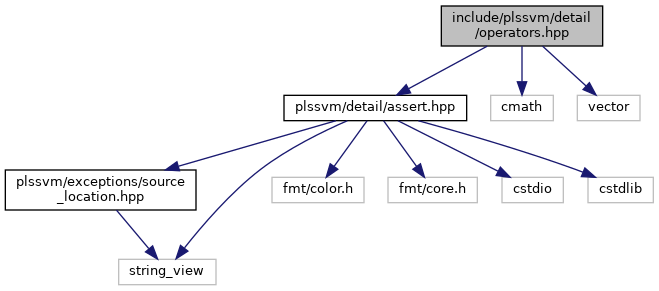 include/plssvm/detail
/operators.hpp
plssvm/detail/assert.hpp
cmath
vector
plssvm/exceptions/source
_location.hpp
fmt/color.h
fmt/core.h
cstdio
cstdlib
string_view